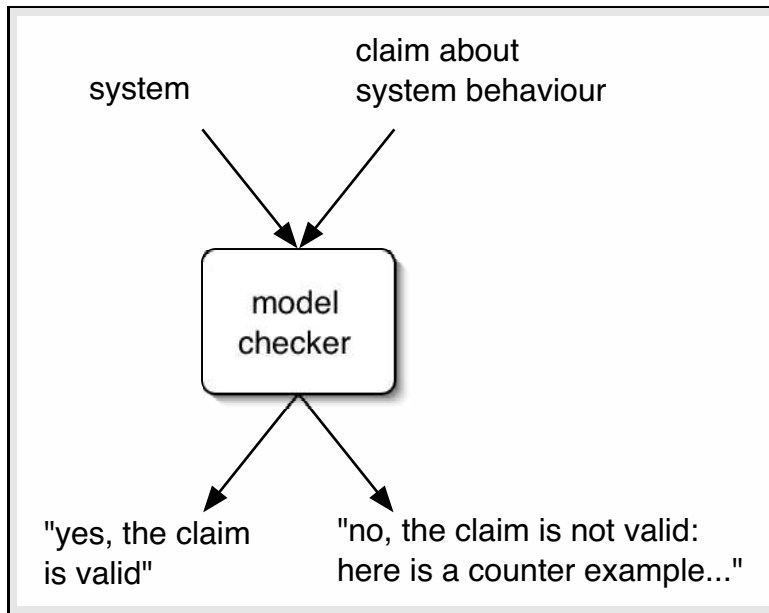 system
claim about
system behaviour
model
checker
"yes, the claim
is valid"
"no, the claim is not valid:
here is a counter example..."